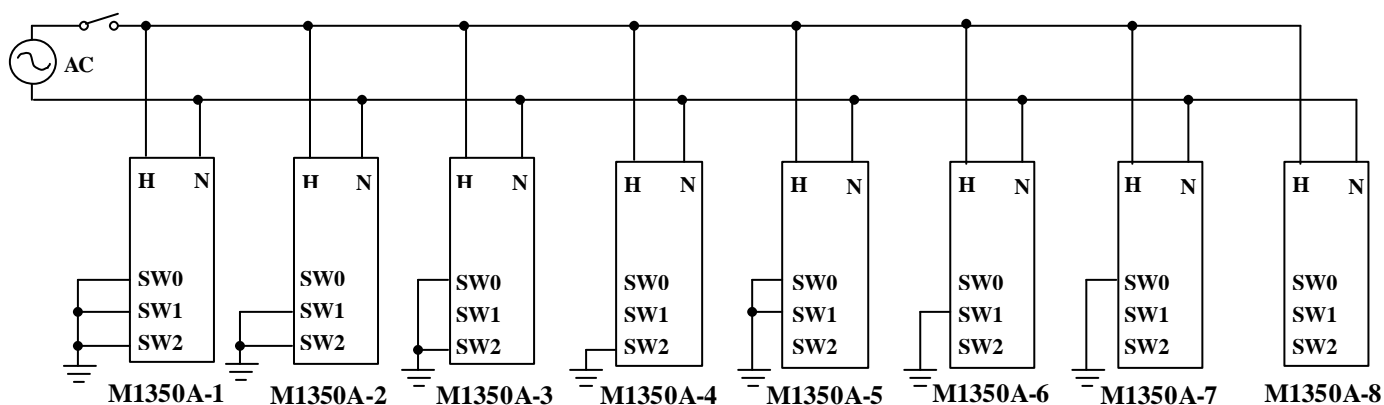 AC
H N H N H N H N H N H N H N H N
SW0 SW0 SW0 SW0 SW0 SW0 SW0 SW0
SW1 SW1 SW1 SW1 SW1 SW1 SW1 SW1
SW2 SW2 SW2 SW2 SW2 SW2 SW2 SW2
M1350A-1 M1350A-2 M1350A-3 M1350A-4 M1350A-5 M1350A-6 M1350A-7 M1350A-8